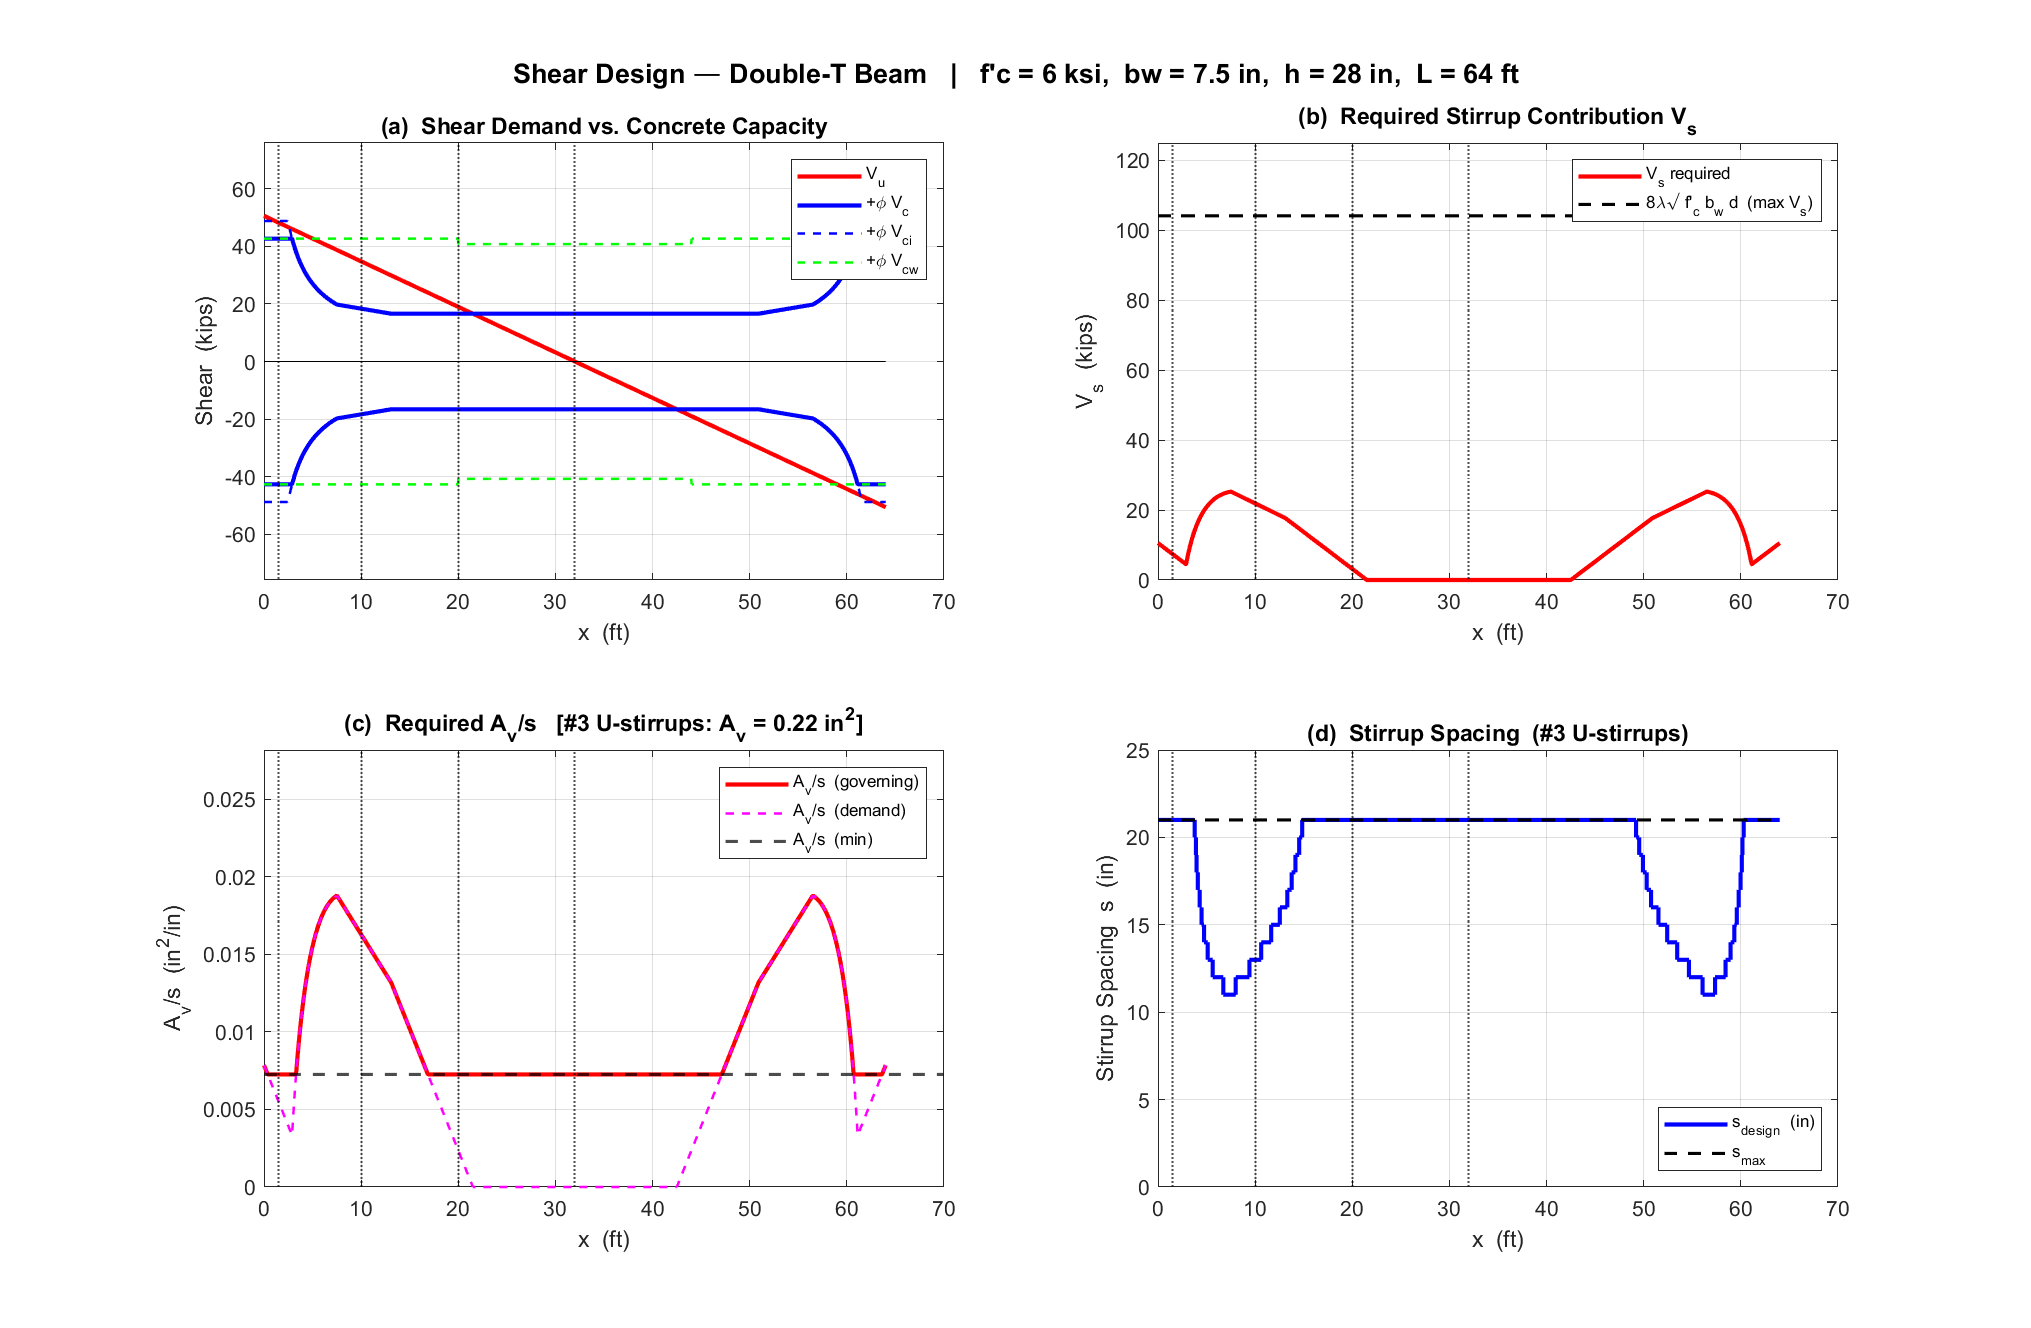 Shear Design — Double-T Beam | f'c = 6 ksi, bw = 7.5 in, h = 28 in, L = 64 ft
(a) Shear Demand vs. Concrete Capacity
60
40
20
0
-20
-40
-60
Shear (kips)
0 10 20 30 40 50 60 70
x (ft)
V_u
+ϕ V_c
+ϕ V_ci
+ϕ V_cw
(b) Required Stirrup Contribution V_s
120
100
80
60
40
20
0
V_s (kips)
0 10 20 30 40 50 60 70
x (ft)
V_s required
8λ√ f'_c b_w d (max V_s)
(c) Required A_v/s [#3 U-stirrups: A_v = 0.22 in²]
0.025
0.02
0.015
0.01
0.005
0
A_v/s (in²/in)
0 10 20 30 40 50 60 70
x (ft)
A_v/s (governing)
A_v/s (demand)
A_v/s (min)
(d) Stirrup Spacing (#3 U-stirrups)
25
20
15
10
5
0
Stirrup Spacing s (in)
0 10 20 30 40 50 60 70
x (ft)
s_design (in)
s_max